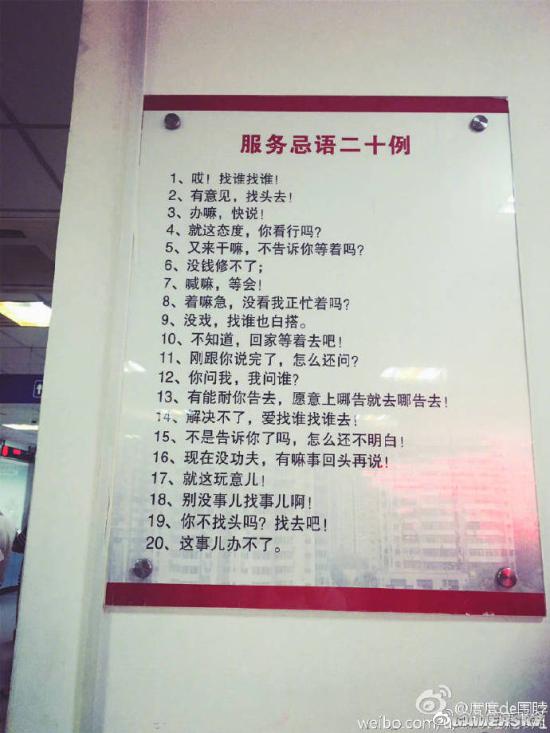 服务忌语二十例
1、哎！找谁找谁！
2、有意见，找头去！
3、办嘛，快说！
4、就这态度，你看行吗？
5、又来干嘛，不告诉你等着吗？
6、没钱修不了；
7、喊嘛，等会！
8、着嘛急，没看我正忙着吗？
9、没戏，找谁也白搭。
10、不知道，回家等着去吧！
11、刚跟你说完了，怎么还问？
12、你问我，我问谁？
13、有能耐你告去，愿意上哪告就去哪告去！
14、解决不了，爱找谁找谁去！
15、不是告诉你了吗，怎么还不明白！
16、现在没功夫，有嘛事回头再说！
17、就这玩意儿！
18、别没事儿找事儿啊！
19、你不找头吗？找去吧！
20、这事儿办不了。
@度度de围脖
weibo.com/